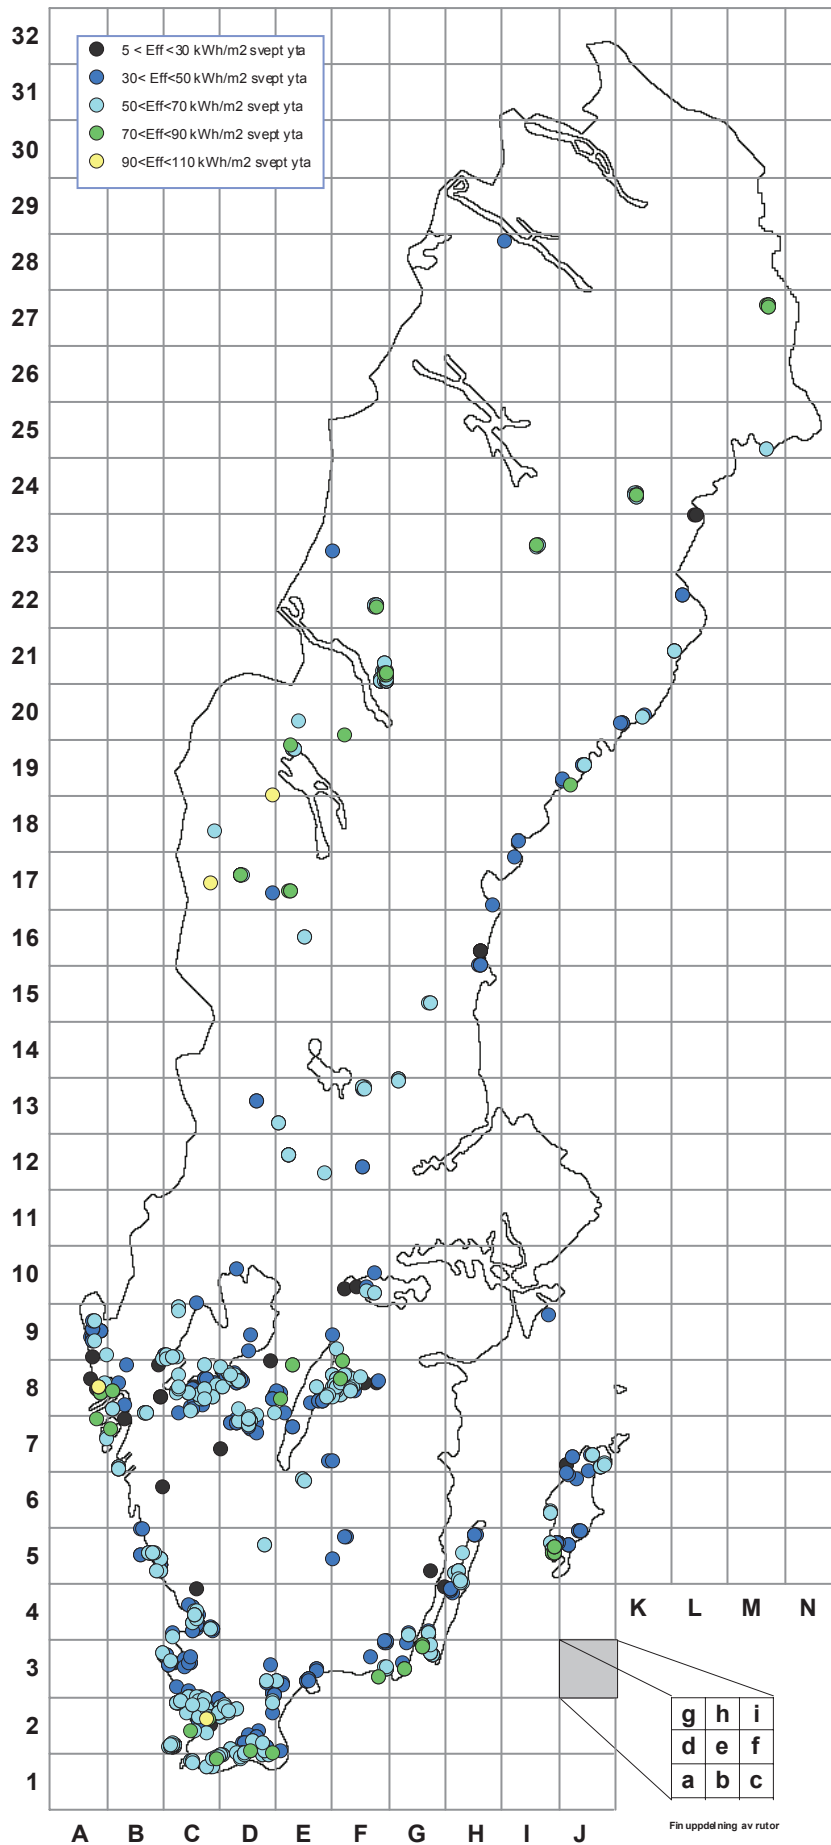 32
5 < Eff<30 kWh/m2 svept yta
30< Eff<50 kWh/m2 svept yta
50<Eff<70 kWh/m2 svept yta
70<Eff<90 kWh/m2 svept yta
90<Eff<110 kWh/m2 svept yta
31
30
29
28
27
26
25
24
23
22
21
20
19
18
17
16
15
14
13
12
11
10
9
8
7
6
5
4
K L M N
3
g h i
2
d e f
a b c
1
Fin uppdelning av rutor
A B C D E F G H I J